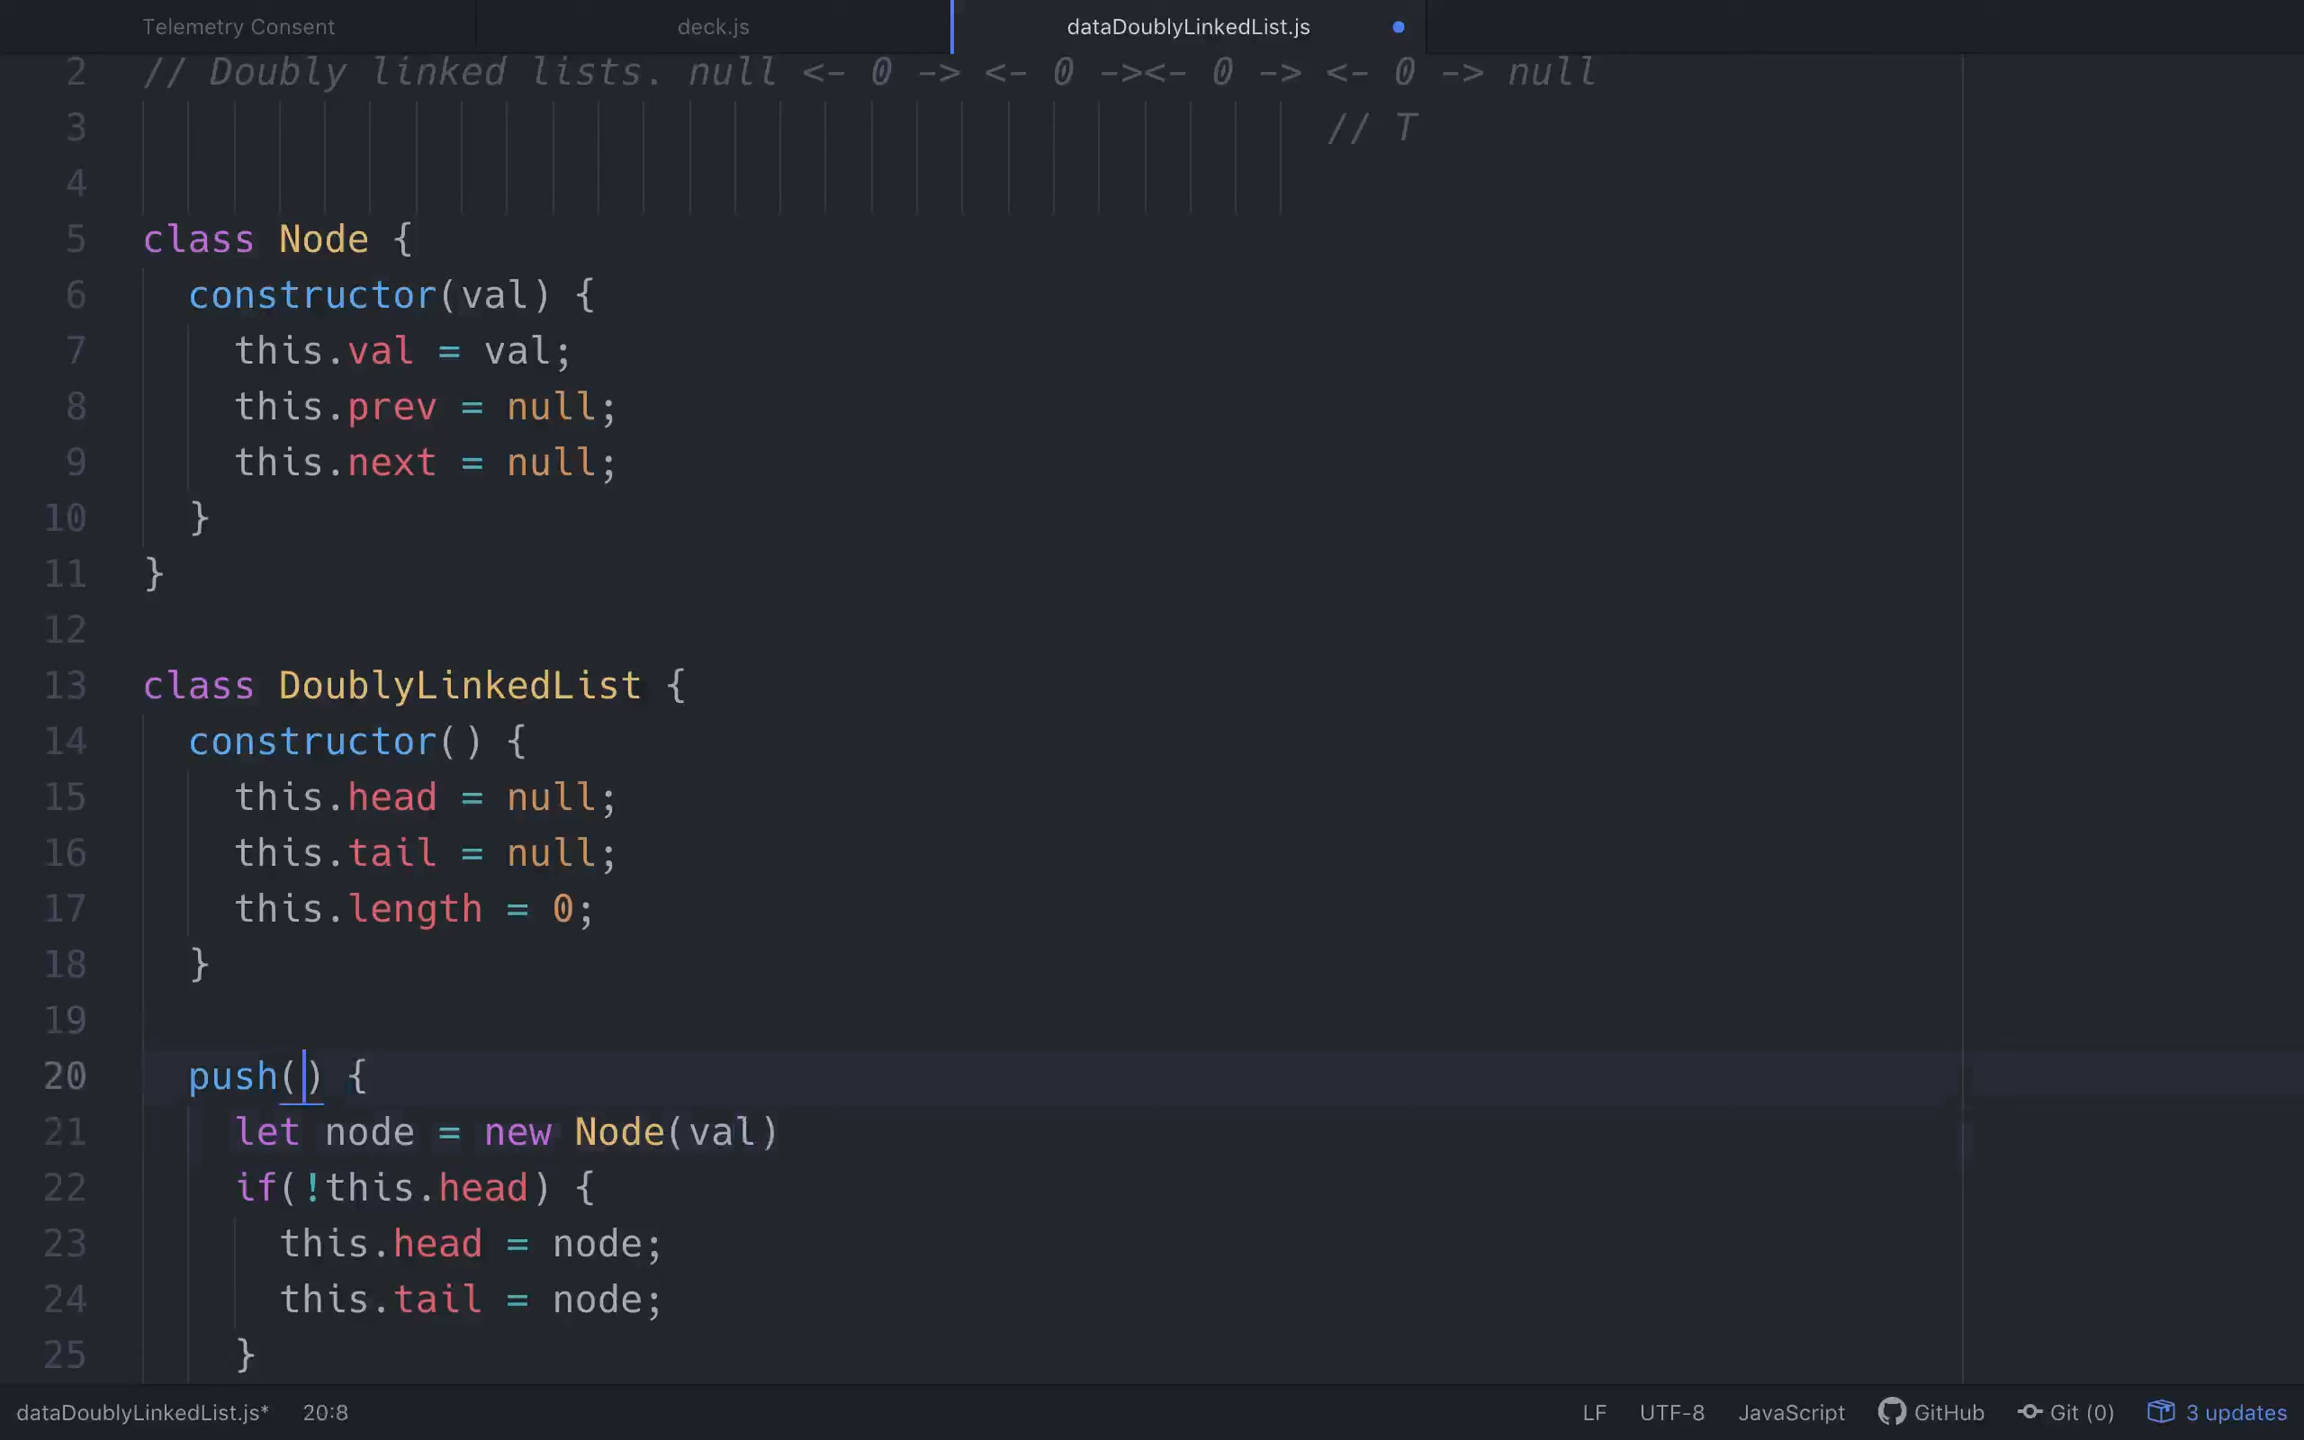 Telemetry Consent deck.js dataDoublyLinkedList.js
2 // Doubly linked lists. null <- 0 -> <- 0 -><- 0 -> <- 0 -> null
3 // T
4
5 class Node {
6 constructor(val) {
7 this.val = val;
8 this.prev = null;
9 this.next = null;
10 }
11 }
12
13 class DoublyLinkedList {
14 constructor() {
15 this.head = null;
16 this.tail = null;
17 this.length = 0;
18 }
19
20 push() {
21 let node = new Node(val)
22 if(!this.head) {
23 this.head = node;
24 this.tail = node;
25 }
dataDoublyLinkedList.js* 20:8 LF UTF-8 JavaScript GitHub Git (0) 3 updates